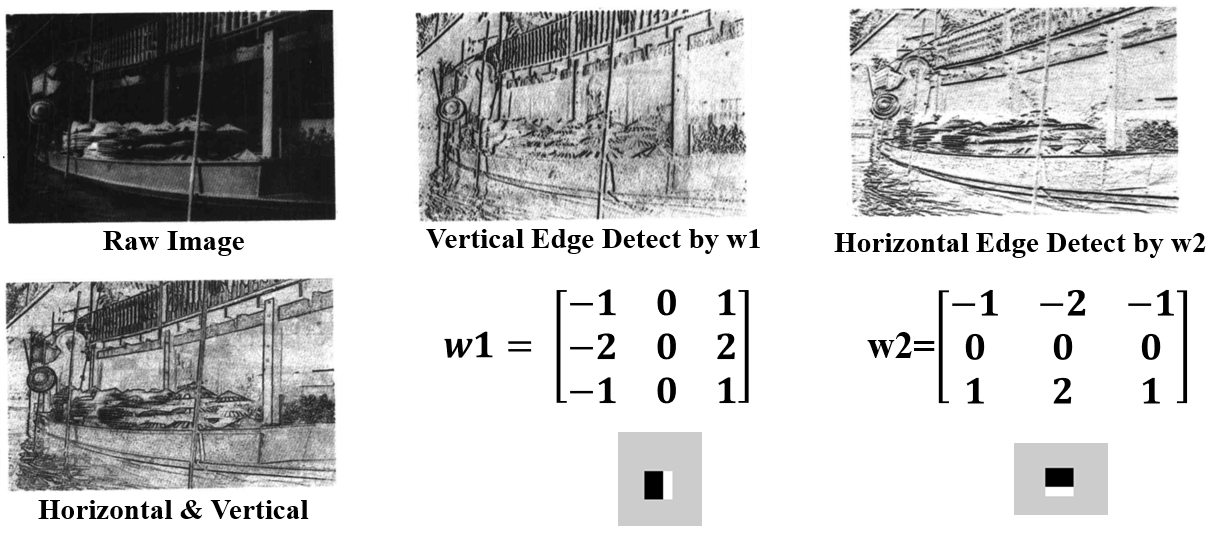 Raw Image
Vertical Edge Detect by w1
Horizontal Edge Detect by w2
Horizontal & Vertical
w1 =
−1 0 1
−2 0 2
−1 0 1
w2=
−1 −2 −1
0 0 0
1 2 1